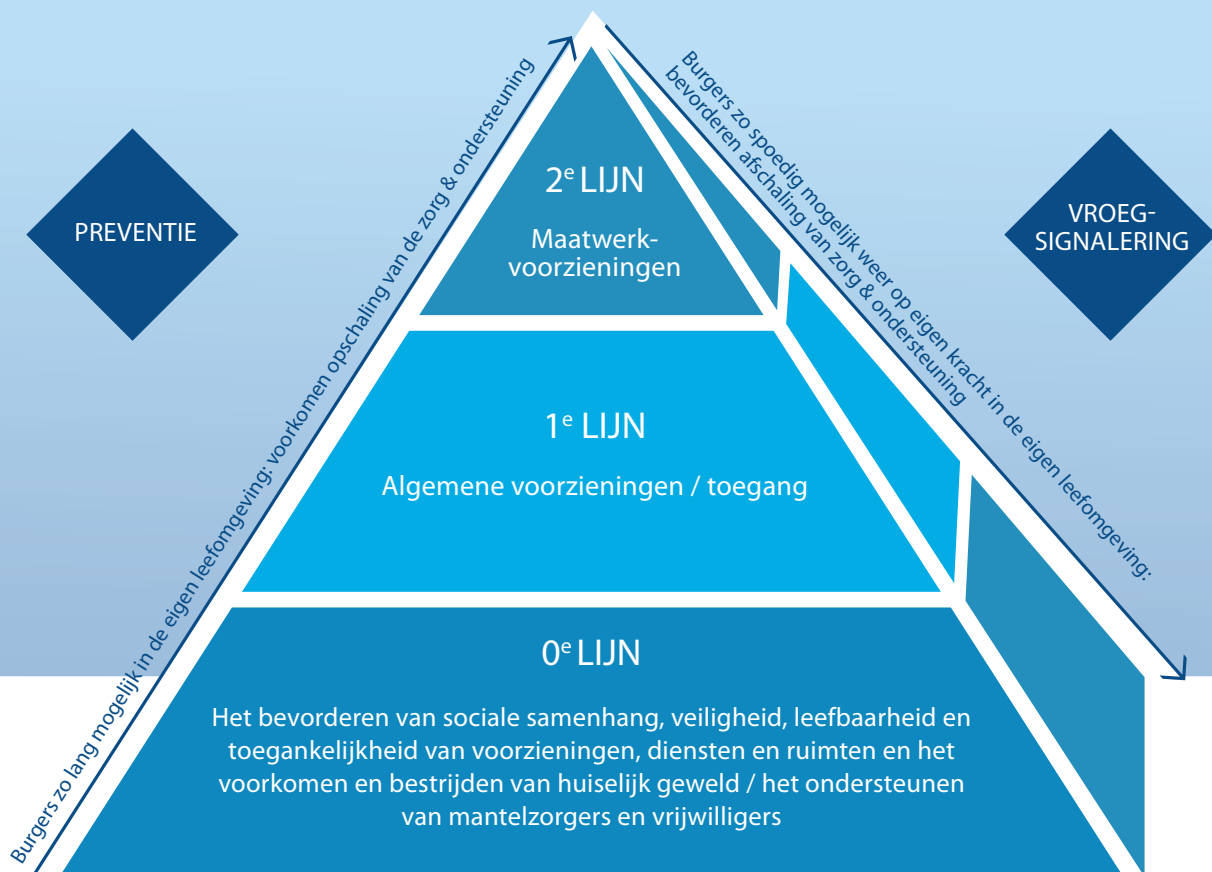 PREVENTIE
Burgers zo lang mogelijk in de eigen leefomgeving: voorkomen opschaling van de zorg & ondersteuning
Burgers zo spoedig mogelijk weer op eigen kracht in de eigen leefomgeving:
bevorderen afschaling van zorg & ondersteuning
VROEG-
SIGNALERING
2e LIJN
Maatwerk-
voorzieningen
1e LIJN
Algemene voorzieningen / toegang
0e LIJN
Het bevorderen van sociale samenhang, veiligheid, leefbaarheid en
toegankelijkheid van voorzieningen, diensten en ruimten en het
voorkomen en bestrijden van huiselijk geweld / het ondersteunen
van mantelzorgers en vrijwilligers